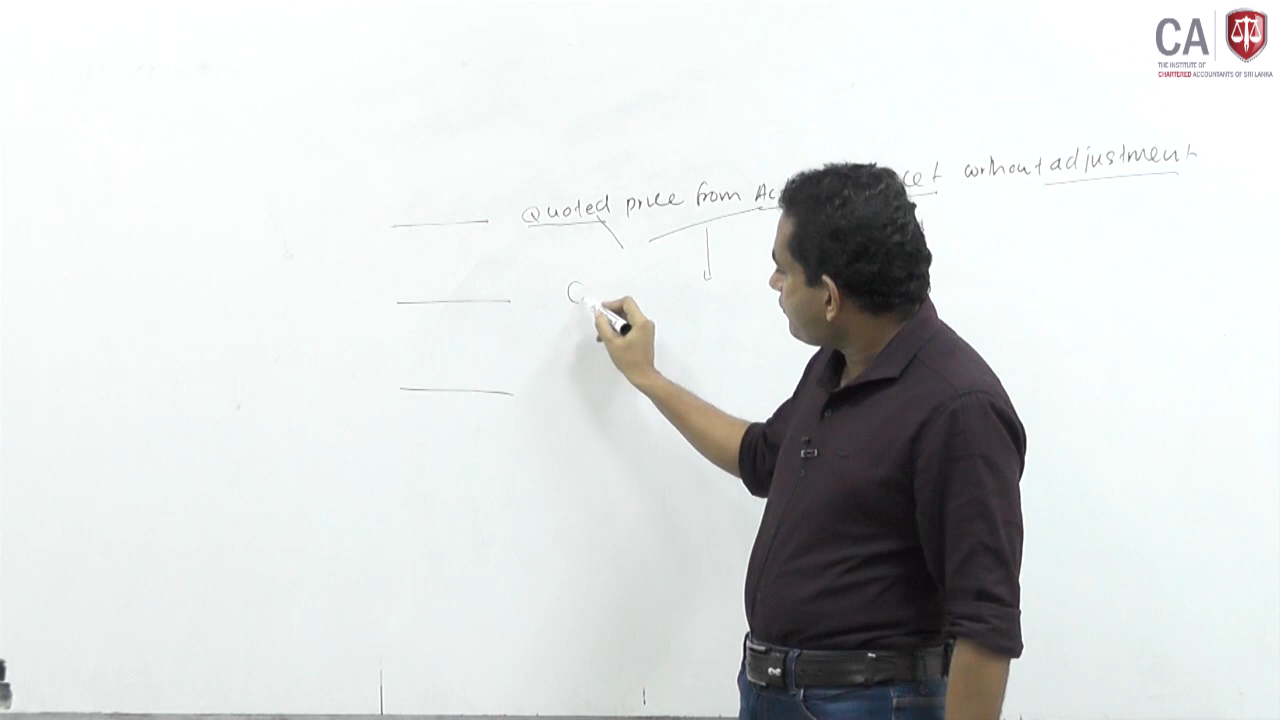 CA
THE INSTITUTE OF
CHARTERED ACCOUNTANTS OF SRI LANKA
Quoted price from without adjustment